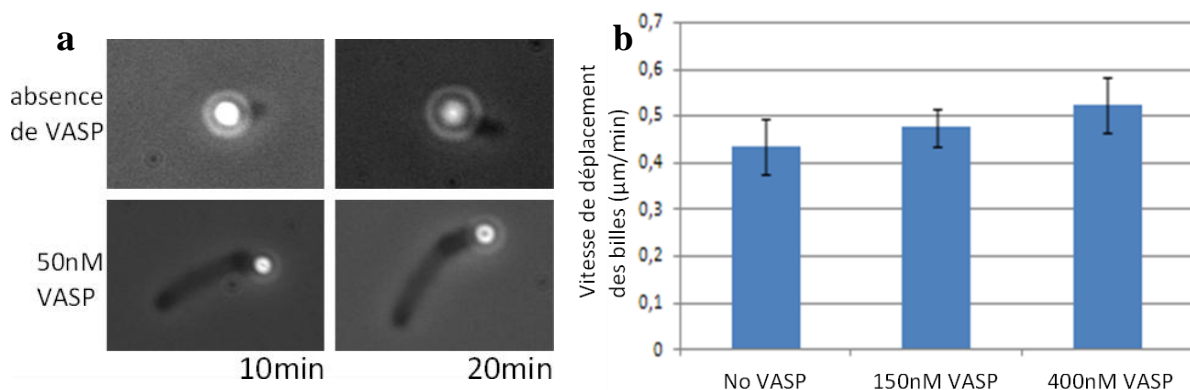 a
absence
de VASP
50nM
VASP
10min
20min
b
Vitesse de déplacement
des billes (µm/min)
0,7
0,6
0,5
0,4
0,3
0,2
0,1
0
No VASP
150nM VASP
400nM VASP